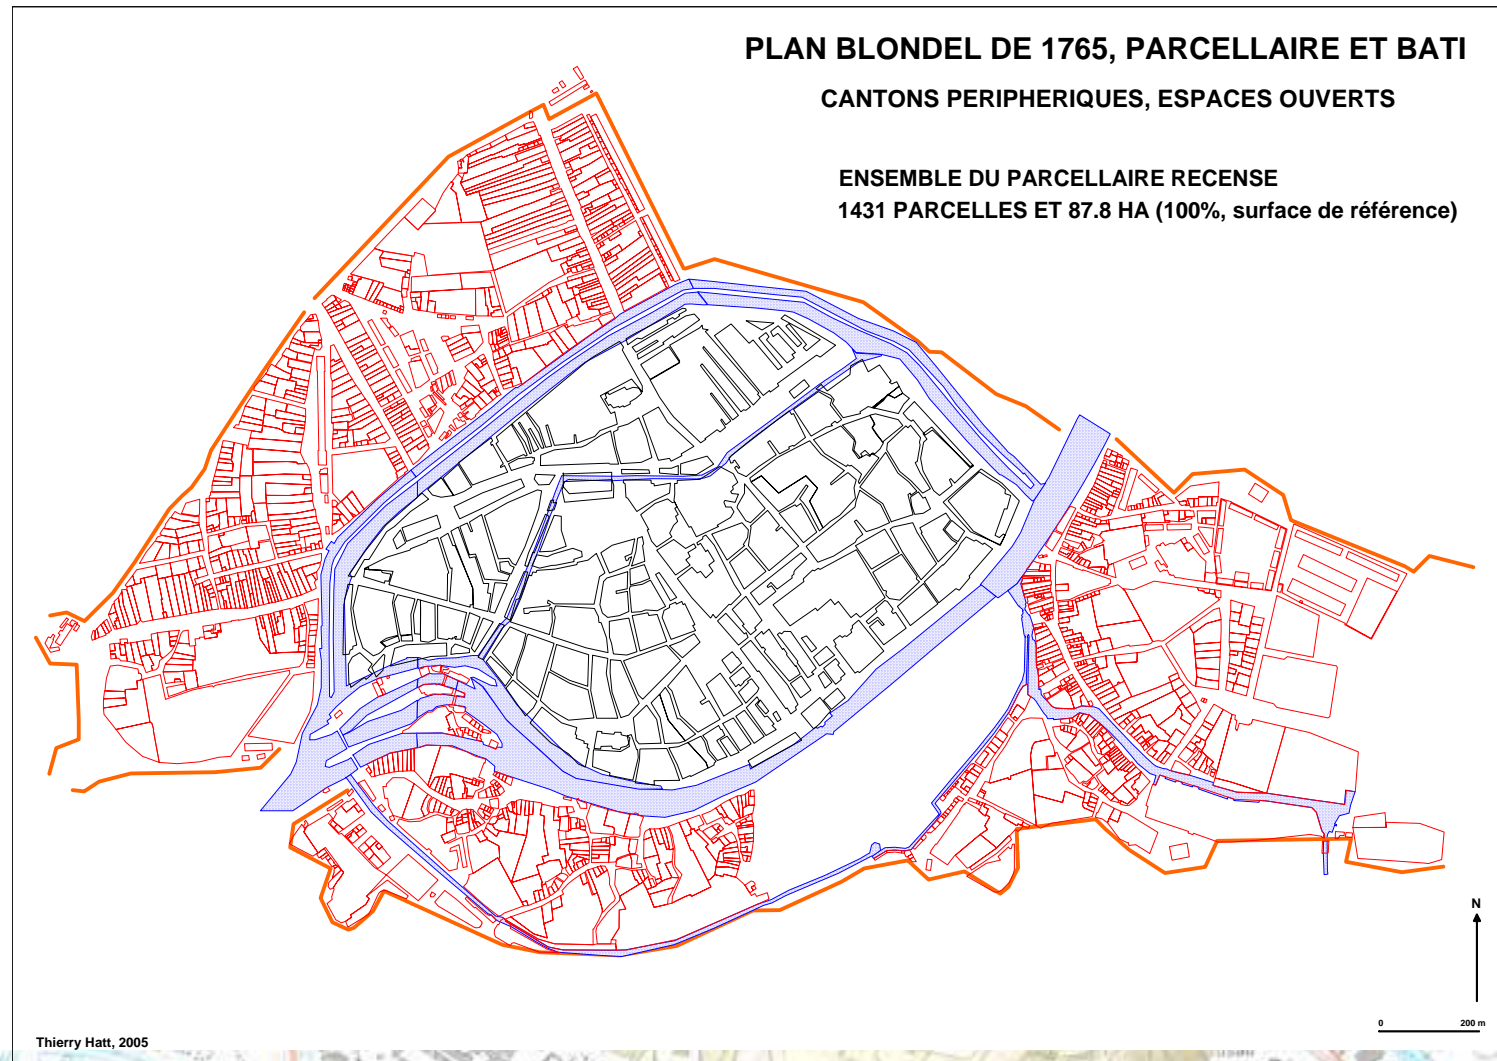 PLAN BLONDEL DE 1765, PARCELLAIRE ET BATI
CANTONS PERIPHERIQUES, ESPACES OUVERTS
ENSEMBLE DU PARCELLAIRE RECENSE
1431 PARCELLES ET 87.8 HA (100%, surface de référence)
N
0 200 m
Thierry Hatt, 2005